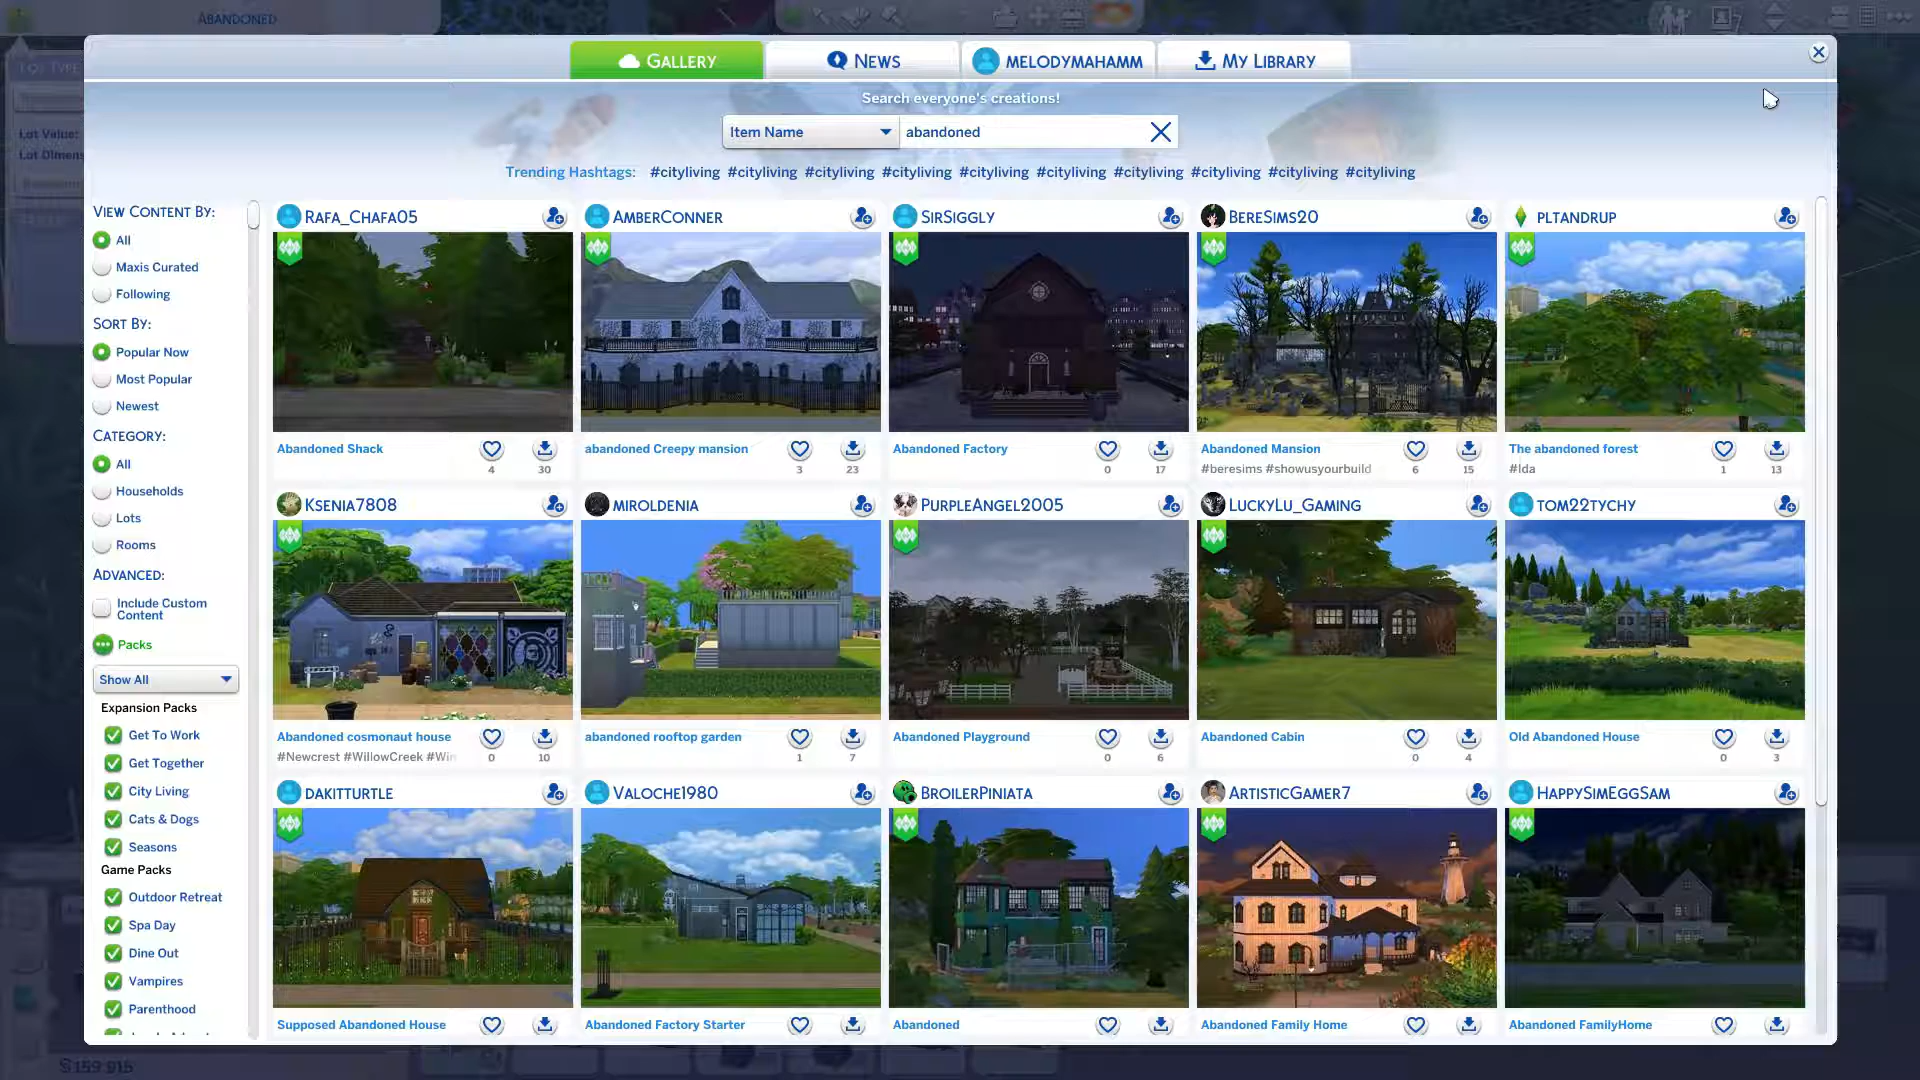 ABANDONED
GALLERY
NEWS
MELODYMAHAMM
MY LIBRARY
Search everyone's creations!
Item Name
abandoned
Trending Hashtags: #cityliving #cityliving #cityliving #cityliving #cityliving #cityliving #cityliving #cityliving #cityliving #cityliving
Lot Value:
VIEW CONTENT BY:
All
Maxis Curated
Following
SORT BY:
Popular Now
Most Popular
Newest
CATEGORY:
All
Households
Lots
Rooms
ADVANCED:
Include Custom
Content
Packs
Show All
Expansion Packs
Get To Work
Get Together
City Living
Cats & Dogs
Seasons
Game Packs
Outdoor Retreat
Spa Day
Dine Out
Vampires
Parenthood
RAFA_CHAFA05
Abandoned Shack
4 30
AMBERCONNER
abandoned Creepy mansion
3 23
SIRSIGGLY
Abandoned Factory
0 17
BERESIMS20
Abandoned Mansion
#beresims #showusyourbuild
6 15
PLTANDRUP
The abandoned forest
#lda
1 13
KSENIA7808
Abandoned cosmonaut house
#Newcrest #WillowCreek #Win
0 10
MIROLDENIA
abandoned rooftop garden
1 7
PURPLEANGEL2005
Abandoned Playground
0 6
LUCKYLU_GAMING
Abandoned Cabin
0 4
TOM22TYCHY
Old Abandoned House
0 3
DAKITTURTLE
Supposed Abandoned House
VALOCHE1980
Abandoned Factory Starter
BROILERPINIATA
Abandoned
ARTISTICGAMER7
Abandoned Family Home
HAPPYSIMEGGSAM
Abandoned FamilyHome
§159,915